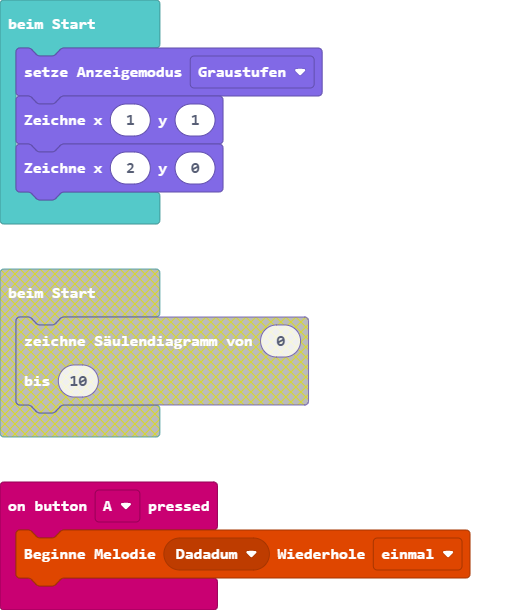 beim Start
setze Anzeigemodus Graustufen
Zeichne x 1 y 1
Zeichne x 2 y 0
beim Start
zeichne Säulendiagramm von 0
bis 10
on button A pressed
Beginne Melodie Dadadum Wiederhole einmal